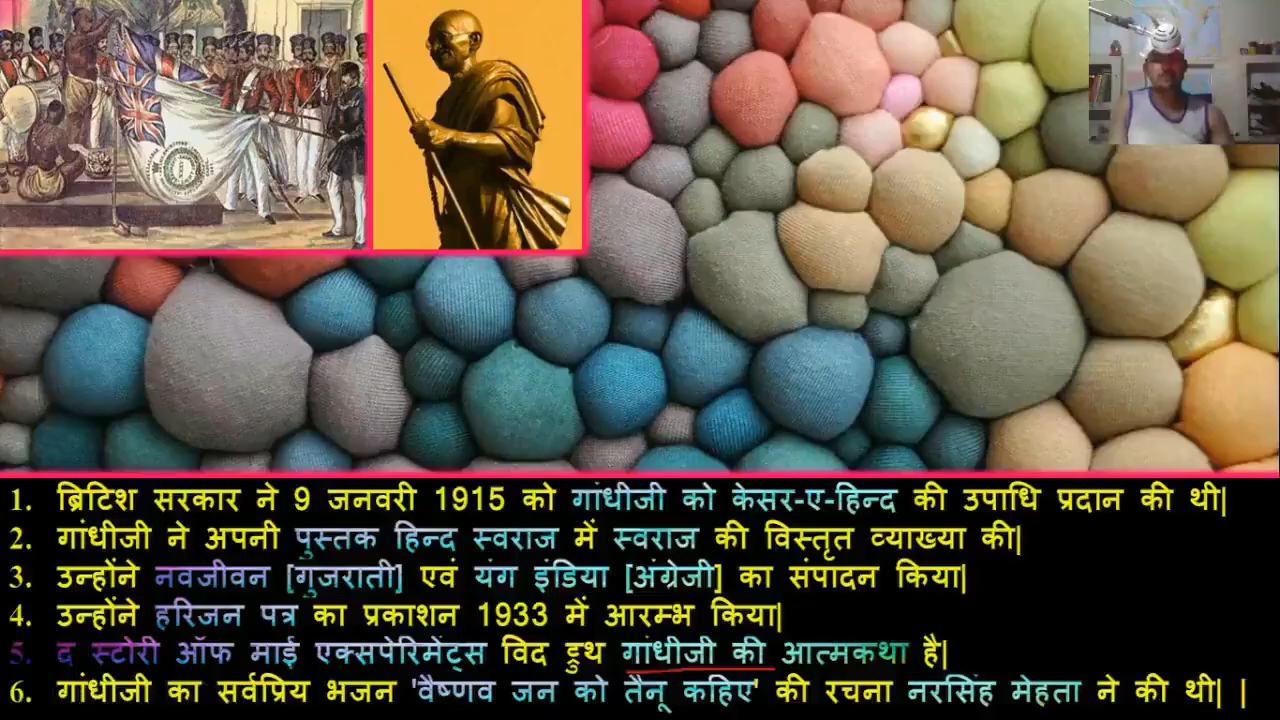 1. ब्रिटिश सरकार ने 9 जनवरी 1915 को गांधीजी को केसर-ए-हिन्द की उपाधि प्रदान की थी|
2. गांधीजी ने अपनी पुस्तक हिन्द स्वराज में स्वराज की विस्तृत व्याख्या की|
3. उन्होंने नवजीवन [गुजराती] एवं यंग इंडिया [अंग्रेजी] का संपादन किया|
4. उन्होंने हरिजन पत्र का प्रकाशन 1933 में आरम्भ किया|
5. द स्टोरी ऑफ माई एक्सपेरिमेंट्स विद ट्रुथ गांधीजी की आत्मकथा है|
6. गांधीजी का सर्वप्रिय भजन 'वैष्णव जन को तैनू कहिए' की रचना नरसिंह मेहता ने की थी| |